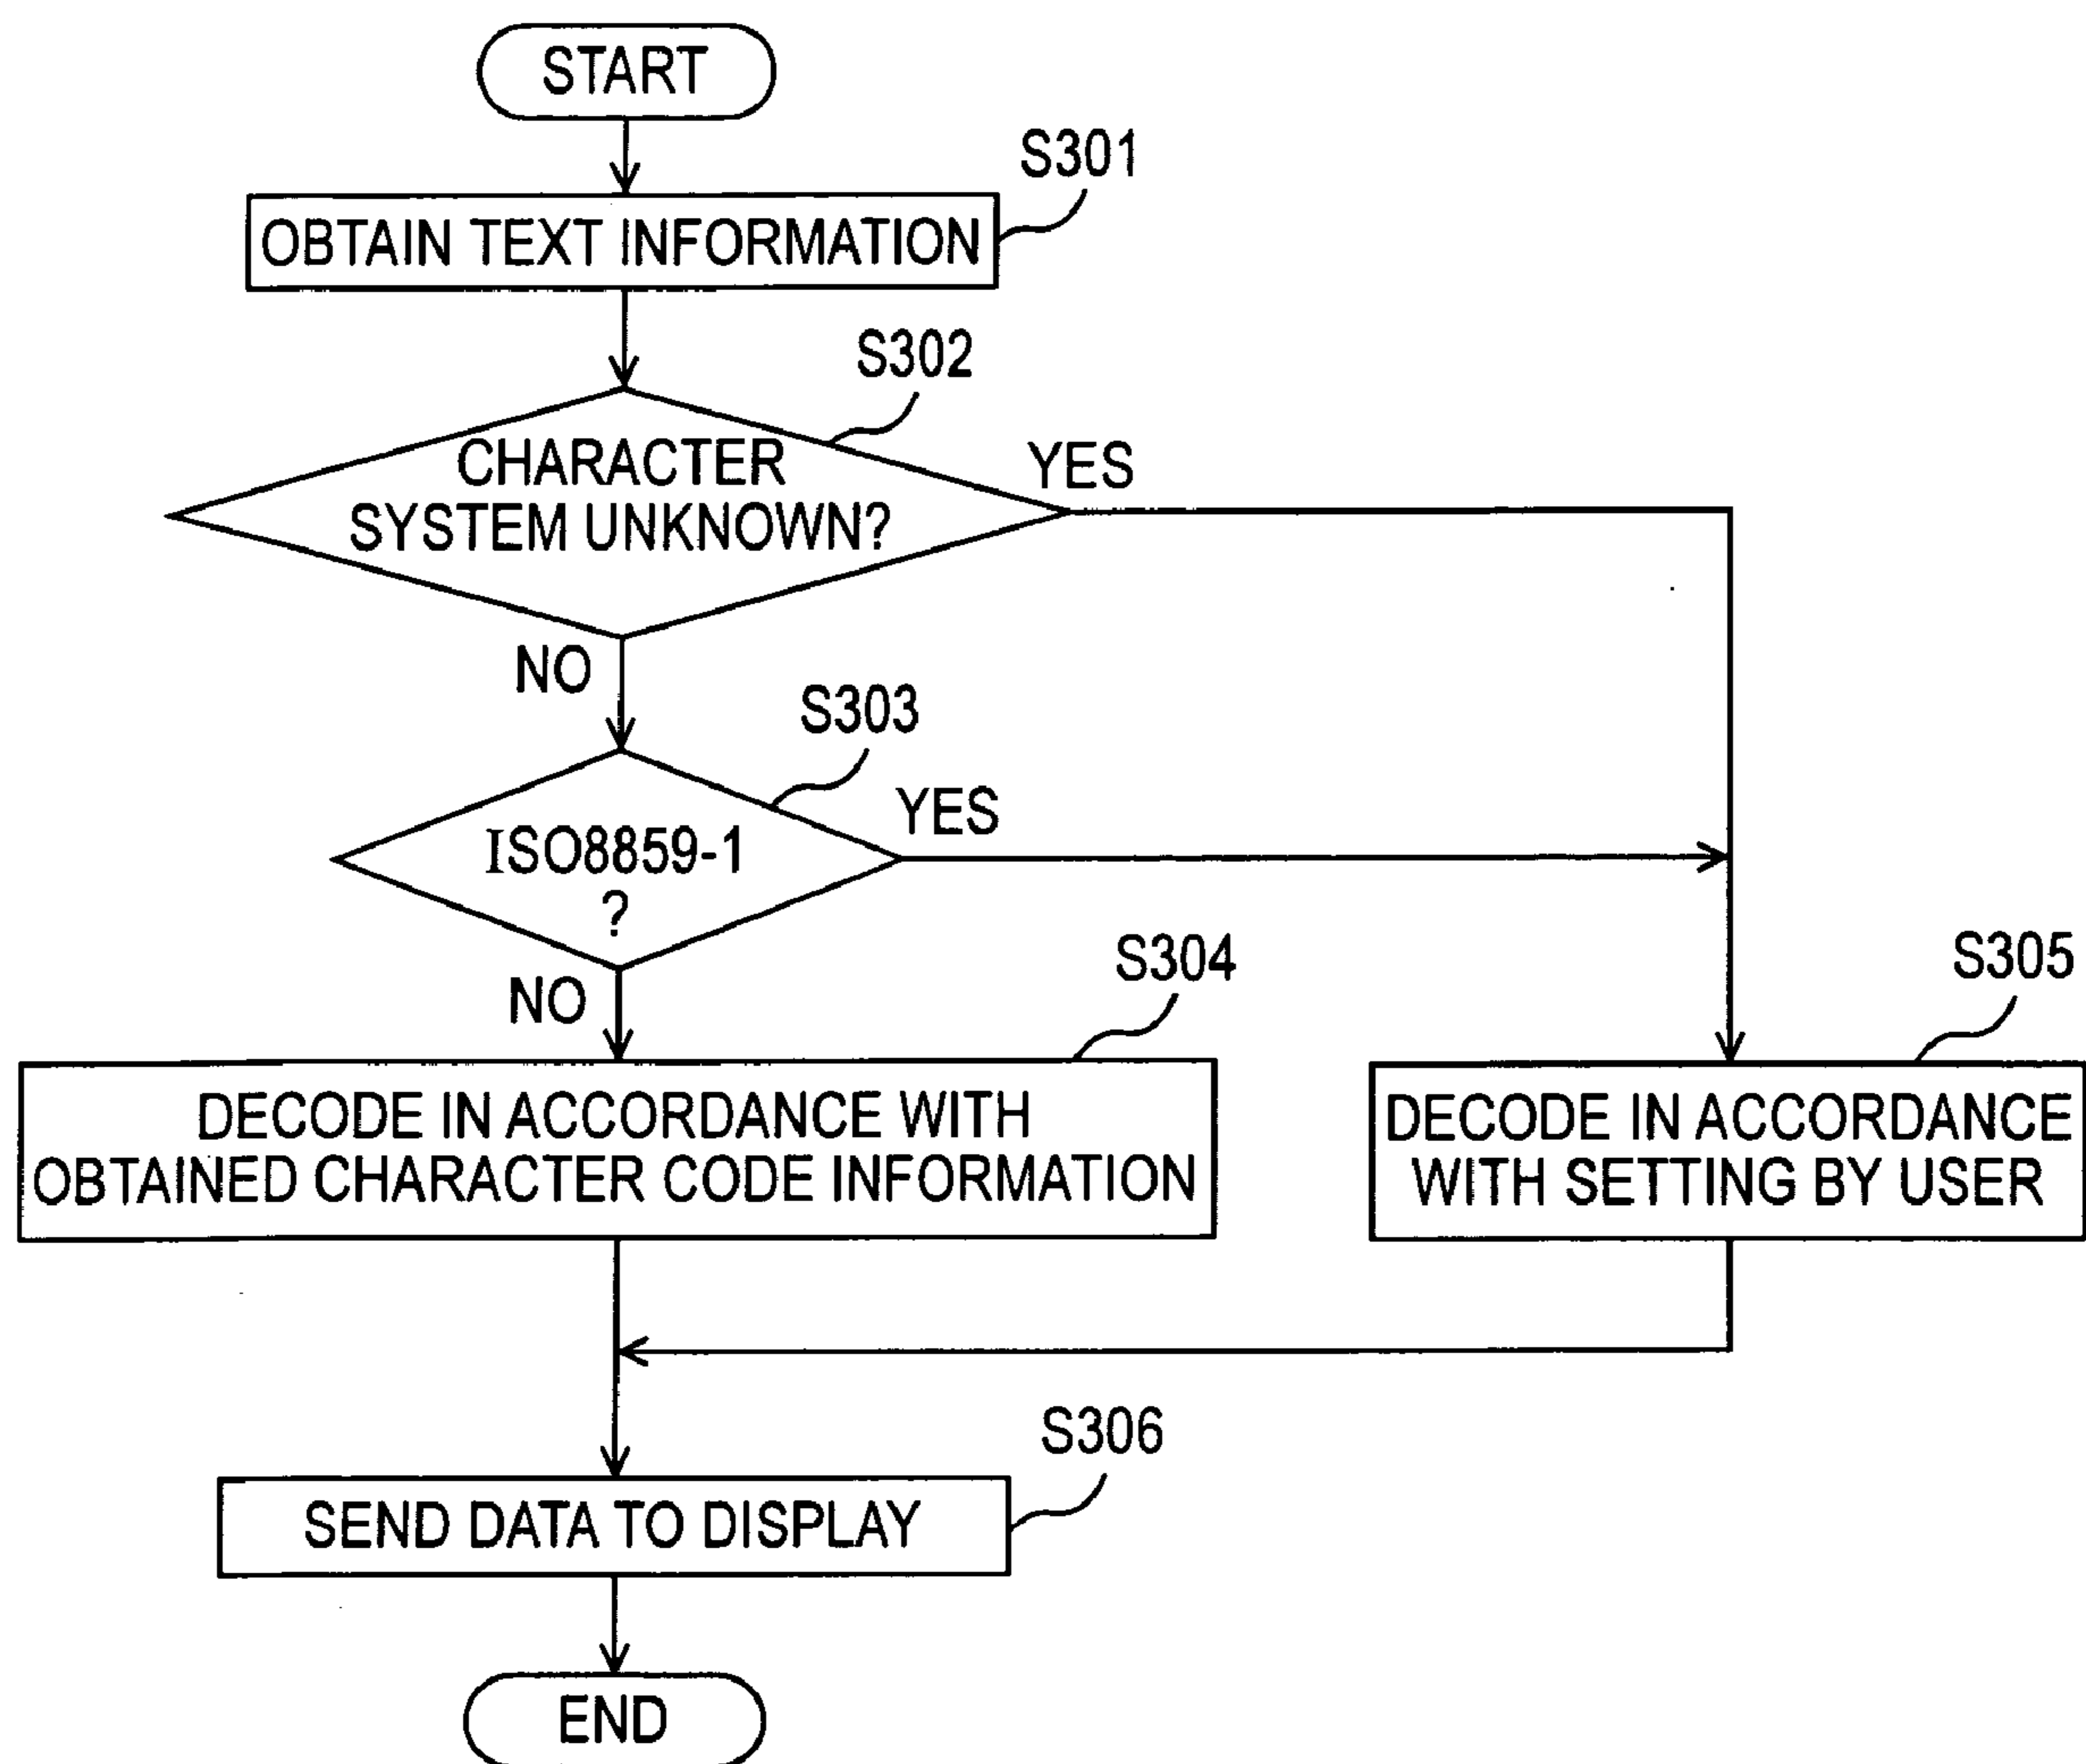 START
S301
OBTAIN TEXT INFORMATION
S302
CHARACTER
SYSTEM UNKNOWN?
YES
NO
S303
ISO8859-1
?
YES
NO
S304
DECODE IN ACCORDANCE WITH
OBTAINED CHARACTER CODE INFORMATION
S305
DECODE IN ACCORDANCE
WITH SETTING BY USER
S306
SEND DATA TO DISPLAY
END